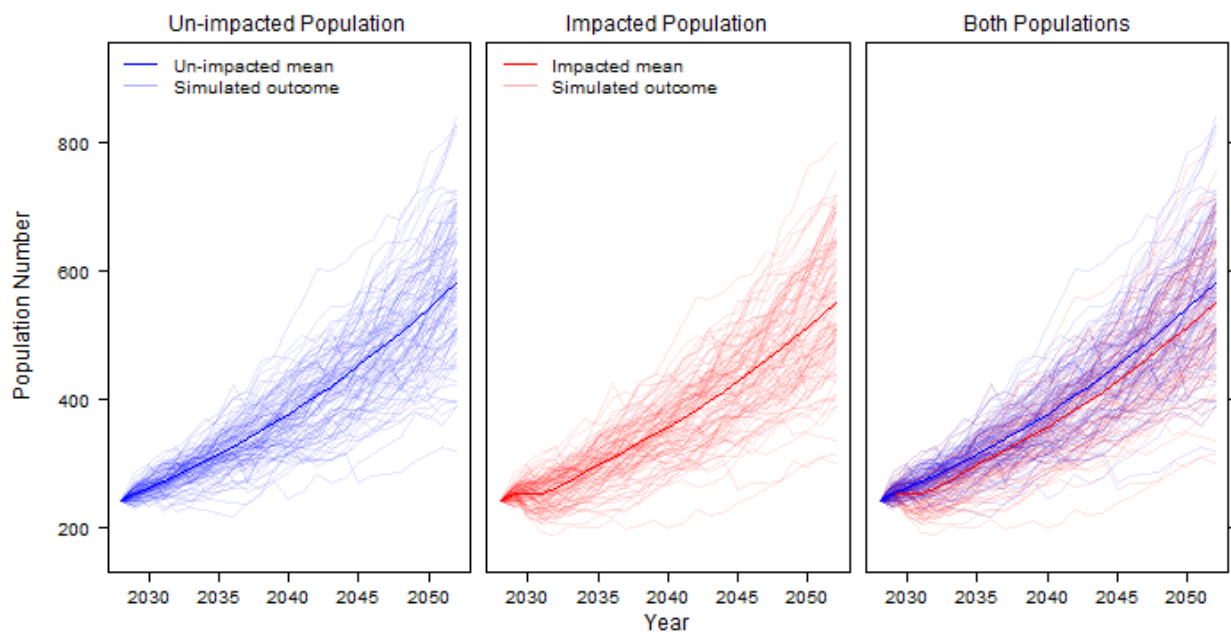 Un-impacted Population
Impacted Population
Both Populations
Un-impacted mean
Simulated outcome
Impacted mean
Simulated outcome
Population Number
800
600
400
200
2030 2035 2040 2045 2050
2030 2035 2040 2045 2050
2030 2035 2040 2045 2050
Year